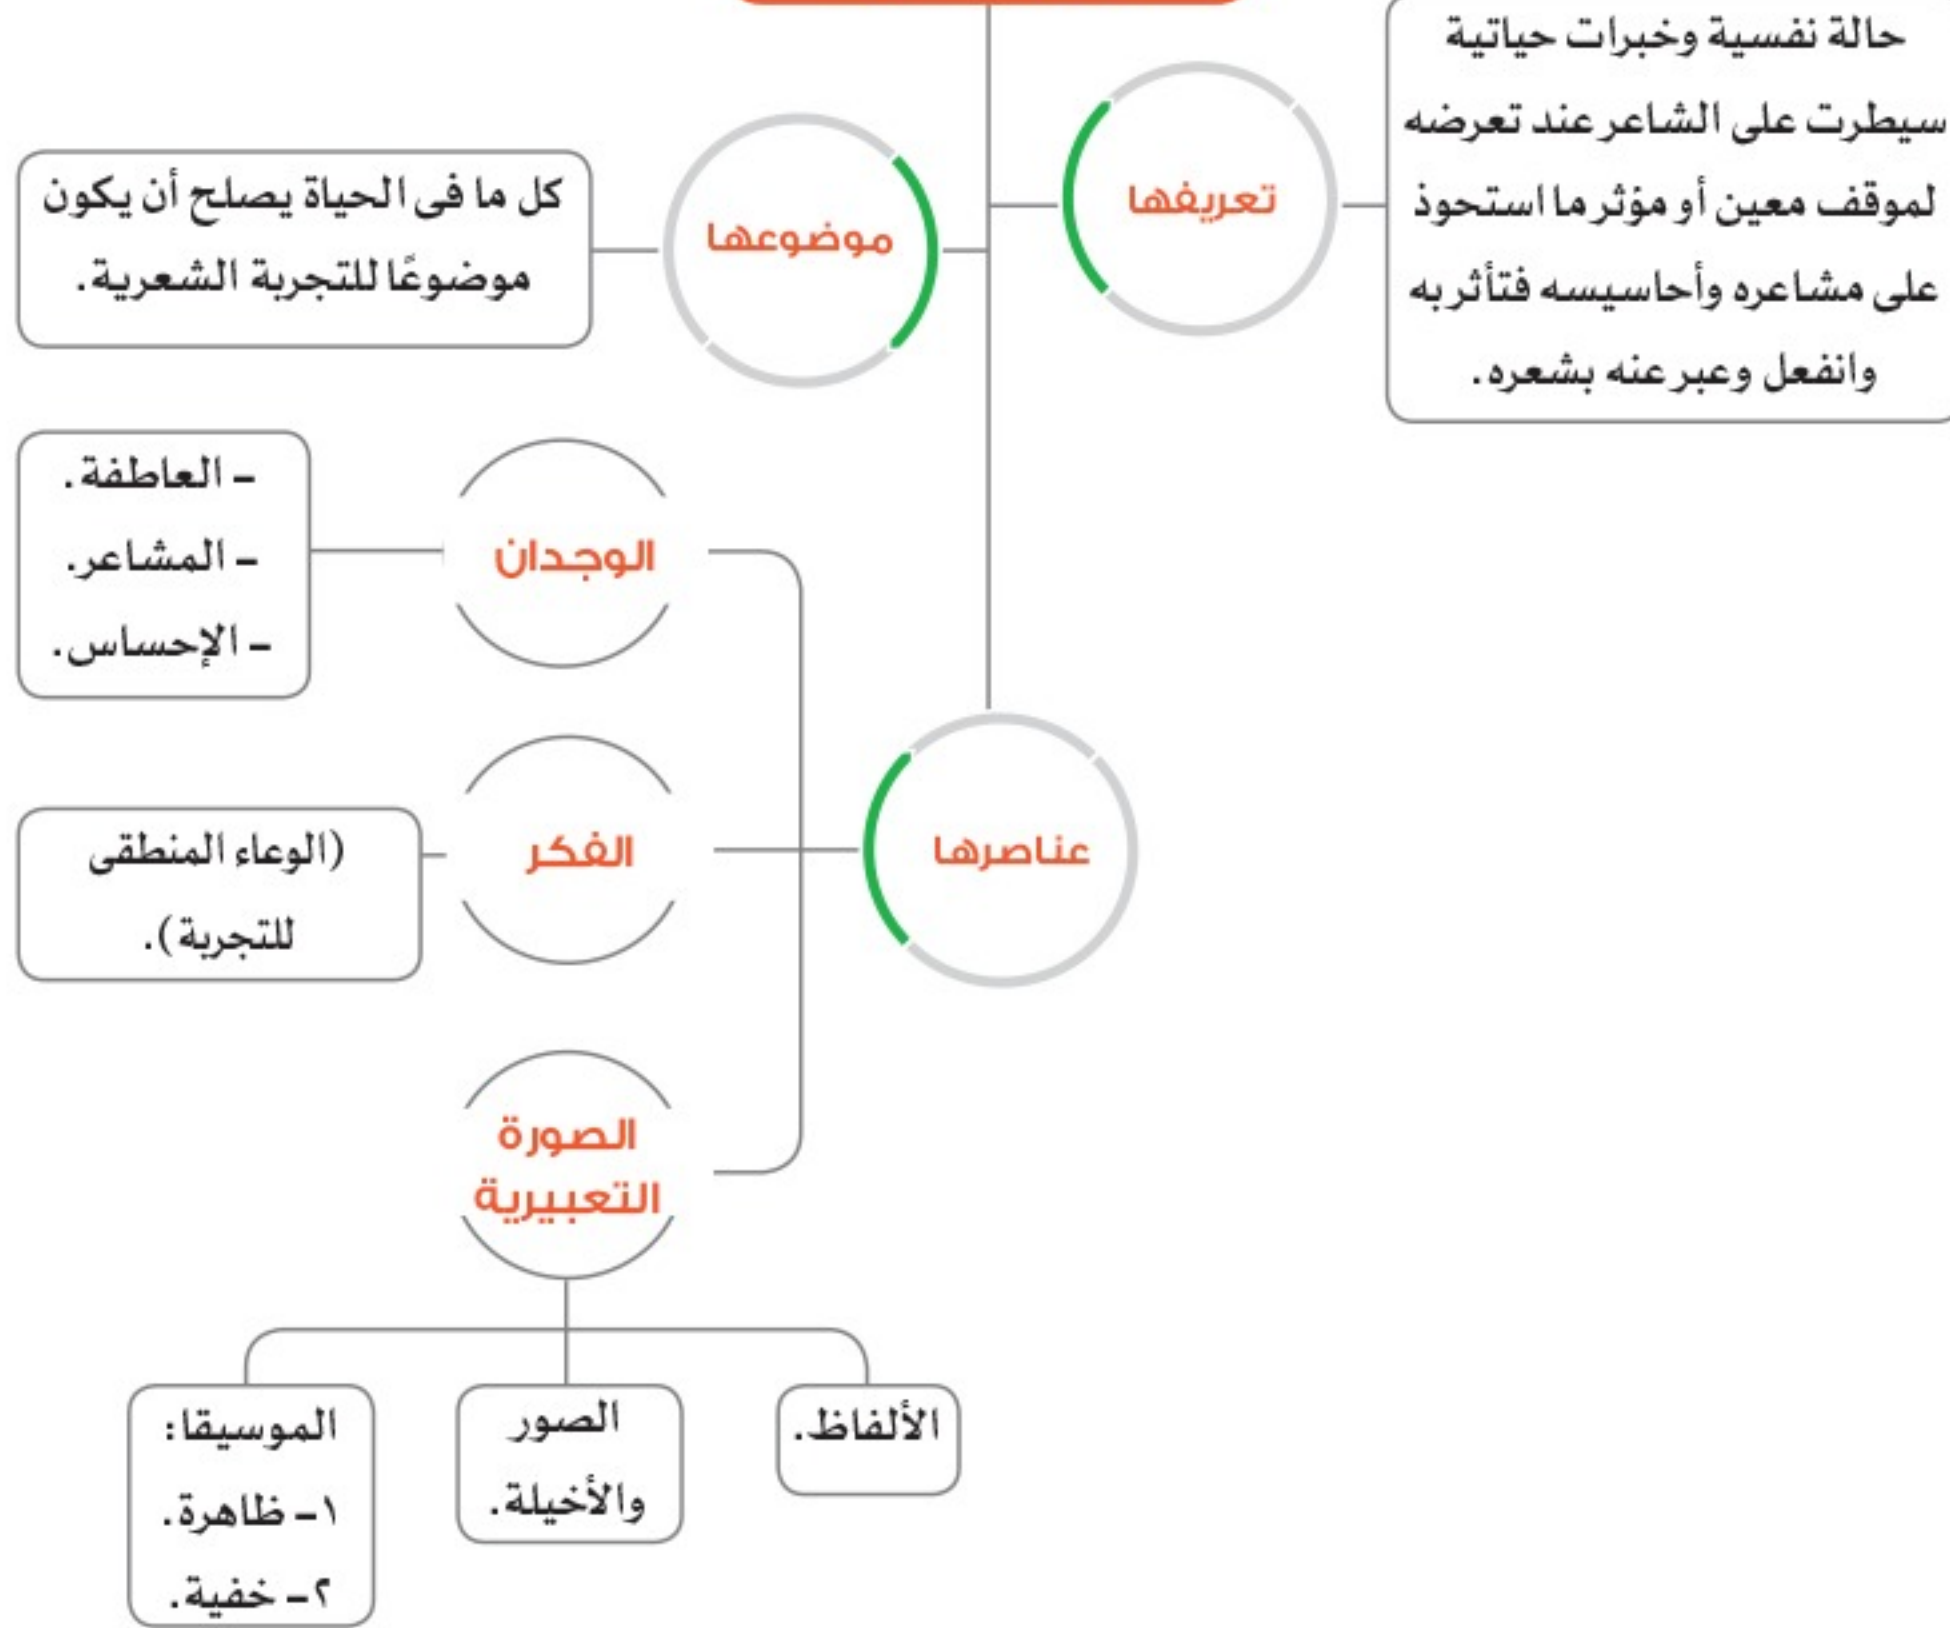 تعريفها
حالة نفسية وخبرات حياتية
سيطرت على الشاعر عند تعرضه
لموقف معين أو مؤثر ما استحوذ
على مشاعره وأحاسيسه فتأثر به
وانفعل وعبر عنه بشعره.
موضوعها
كل ما فى الحياة يصلح أن يكون
موضوعًا للتجربة الشعرية.
عناصرها
الوجدان
– العاطفة.
– المشاعر.
– الإحساس.
الفكر
(الوعاء المنطقى
للتجربة).
الصورة
التعبيرية
الألفاظ.
الصور
والأخيلة.
الموسيقا:
١– ظاهرة.
٢– خفية.